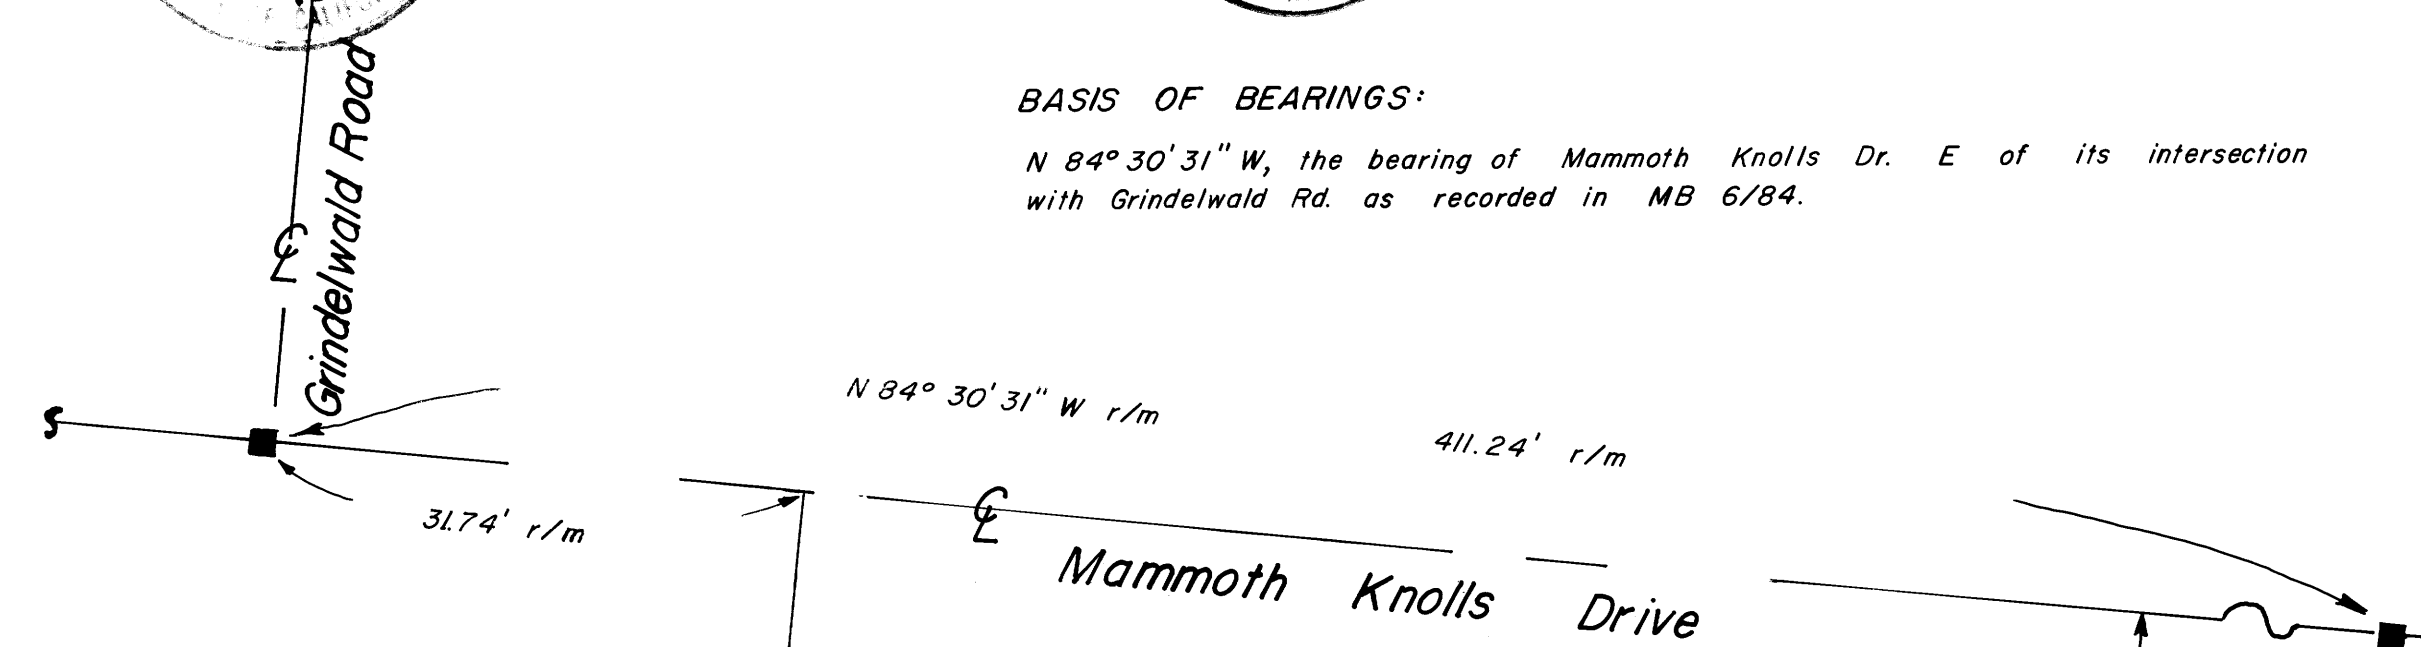 CALIFOR
Grindelwald Road
BASIS OF BEARINGS:
N 84° 30' 31" W, the bearing of Mammoth Knolls Dr. E of its intersection
with Grindelwald Rd. as recorded in MB 6/84.
℄
N 84° 30' 31" W r/m
411.24' r/m
31.74' r/m
℄
Mammoth Knolls Drive